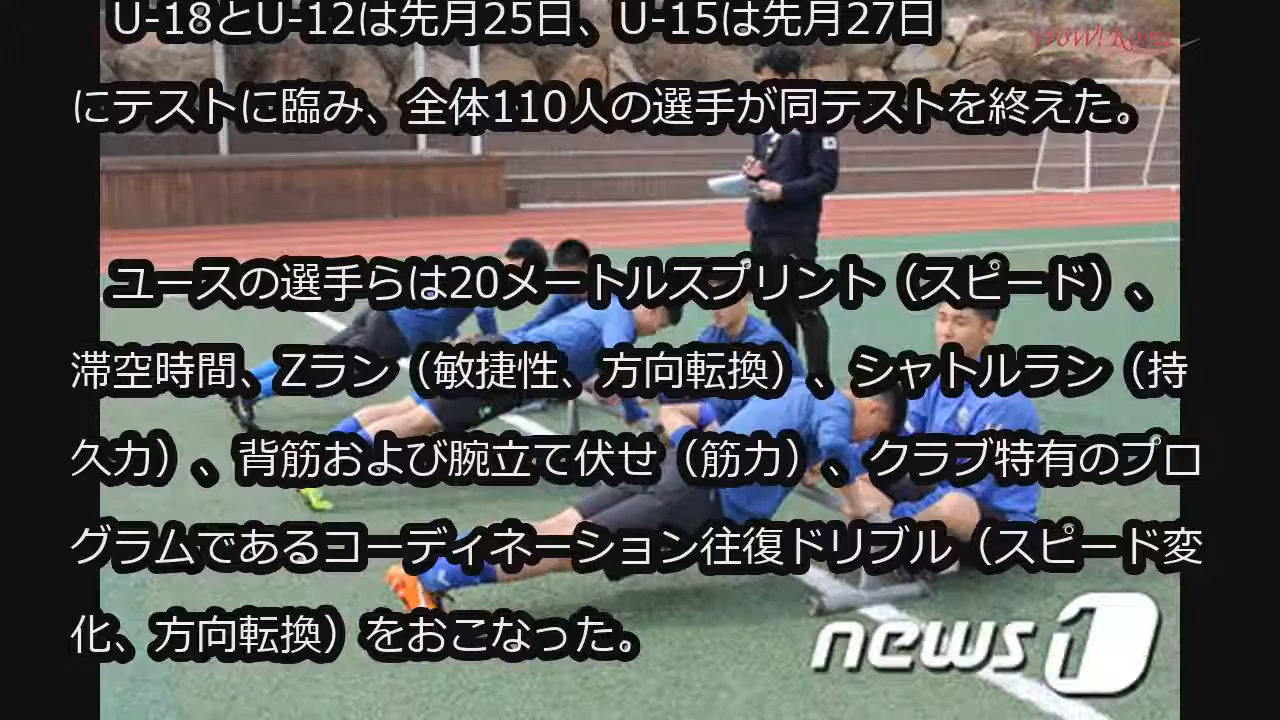 U-18とU-12は先月25日、U-15は先月27日
WoW! Korea
にテストに臨み、全体110人の選手が同テストを終えた。
ユースの選手らは20メートルスプリント（スピード）、
滞空時間、Zラン（敏捷性、方向転換）、シャトルラン（持
久力）、背筋および腕立て伏せ（筋力）、クラブ特有のプロ
グラムであるコーディネーション往復ドリブル（スピード変
化、方向転換）をおこなった。
news1